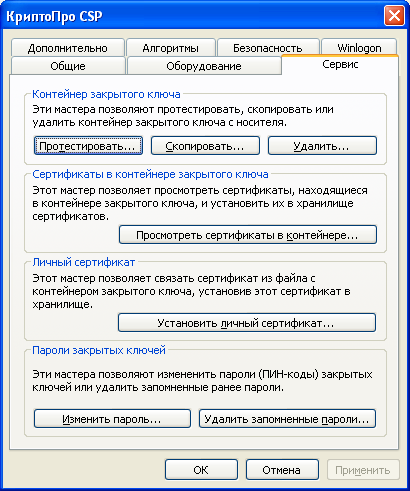 КриптоПро CSP
Дополнительно Алгоритмы Безопасность Winlogon
Общие Оборудование Сервис
Контейнер закрытого ключа
Эти мастера позволяют протестировать, скопировать или
удалить контейнер закрытого ключа с носителя.
Протестировать... Скопировать... Удалить...
Сертификаты в контейнере закрытого ключа
Этот мастер позволяет просмотреть сертификаты, находящиеся
в контейнере закрытого ключа, и установить их в хранилище
сертификатов.
Просмотреть сертификаты в контейнере...
Личный сертификат
Этот мастер позволяет связать сертификат из файла с
контейнером закрытого ключа, установив этот сертификат в
хранилище.
Установить личный сертификат...
Пароли закрытых ключей
Эти мастера позволяют измененить пароли (ПИН-коды) закрытых
ключей или удалить запомненные ранее пароли.
Изменить пароль... Удалить запомненные пароли...
ОК Отмена Применить